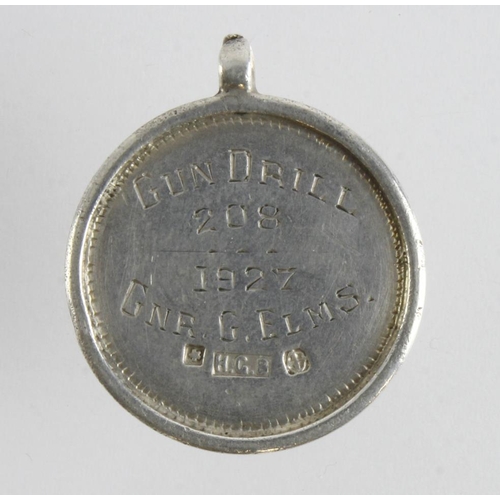 GUN DRILL
208
1927
GNR. G. ELMS.